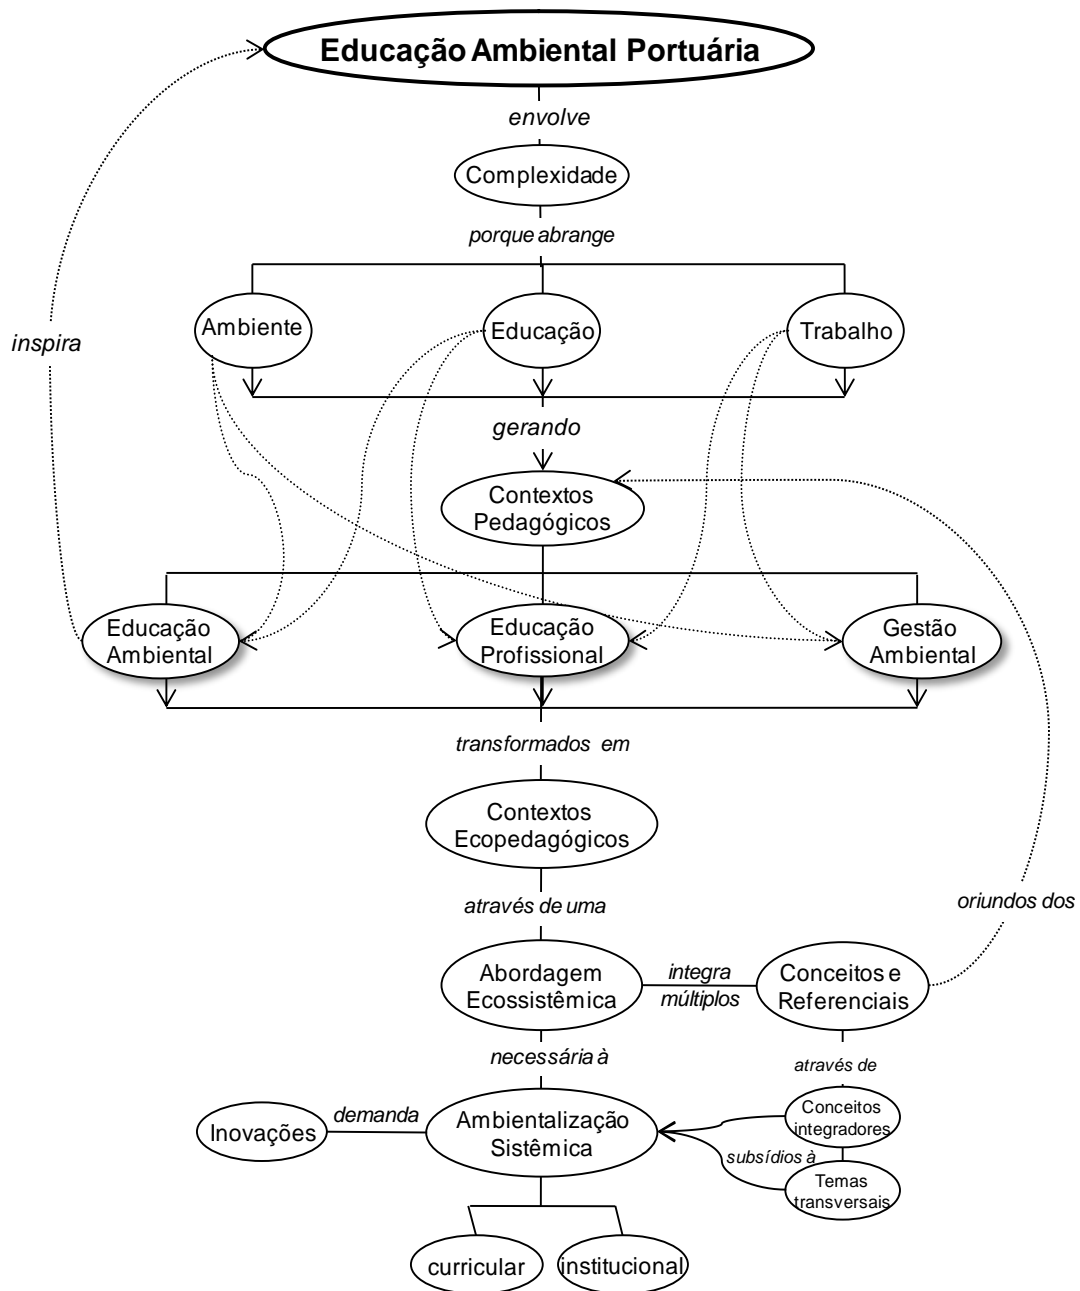 Educação Ambiental Portuária
envolve
Complexidade
porque abrange
Ambiente
Educação
Trabalho
inspira
gerando
Contextos
Pedagógicos
Educação
Ambiental
Educação
Profissional
Gestão
Ambiental
transformados em
Contextos
Ecopedagógicos
através de uma
oriundos dos
Abordagem
Ecossistêmica
integra
múltiplos
Conceitos e
Referenciais
necessária à
através de
Inovações
demanda
Ambientalização
Sistêmica
Conceitos
integradores
subsídios à
Temas
transversais
curricular
institucional